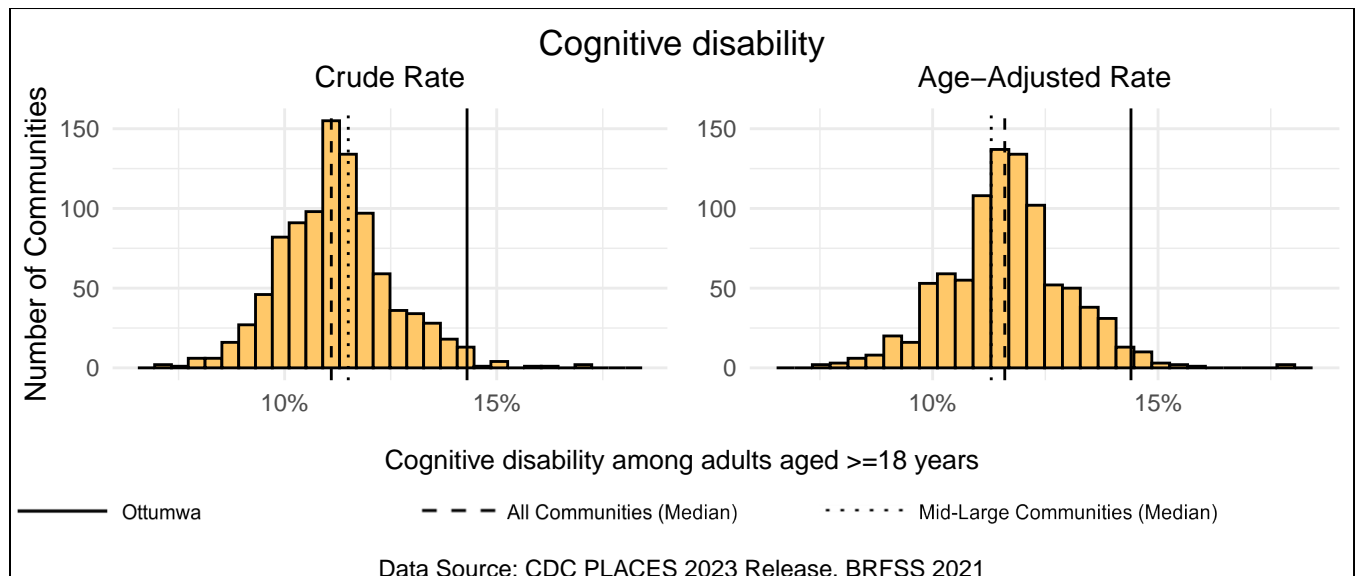 Cognitive disability
Crude Rate
Age−Adjusted Rate
Number of Communities
150
100
50
0
10%
15%
150
100
50
0
10%
15%
Cognitive disability among adults aged >=18 years
Ottumwa
All Communities (Median)
Mid-Large Communities (Median)
Data Source: CDC PLACES 2023 Release, BRFSS 2021